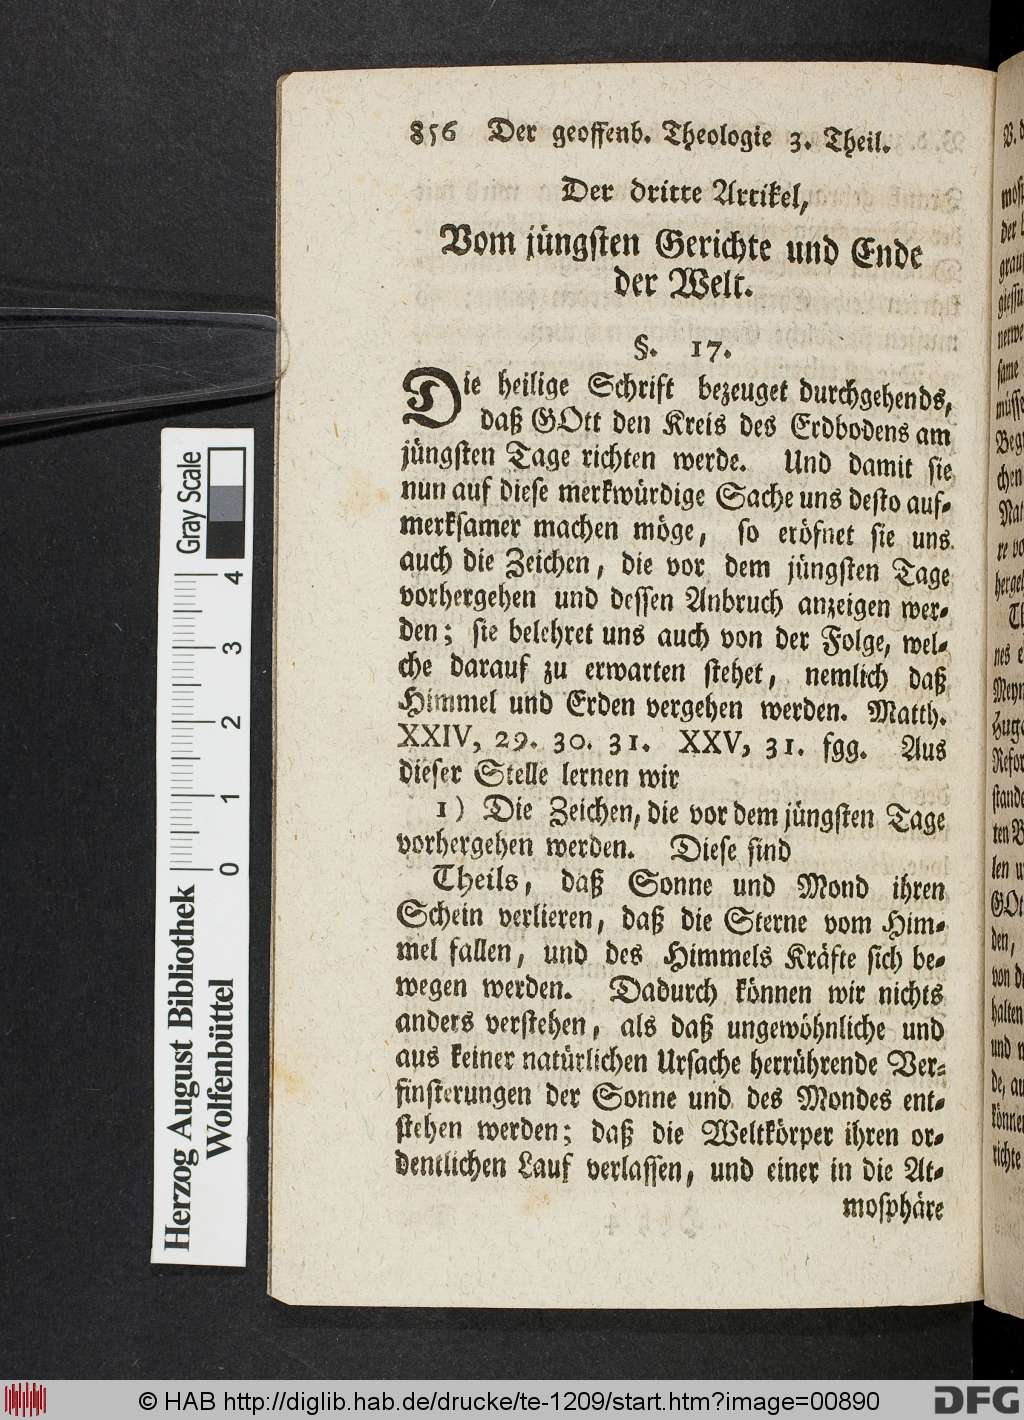 856 Der geoffenb. Theologie 3. Theil.
Der dritte Artikel,
Vom jüngsten Gerichte und Ende
der Welt.
§. 17.
Die heilige Schrift bezeuget durchgehends,
daß GOtt den Kreis des Erdbodens am
jüngsten Tage richten werde. Und damit sie
nun auf diese merkwürdige Sache uns desto auf-
merksamer machen möge, so eröfnet sie uns
auch die Zeichen, die vor dem jüngsten Tage
vorhergehen und dessen Anbruch anzeigen wer-
den; sie belehret uns auch von der Folge, wel-
che darauf zu erwarten stehet, nemlich daß
Himmel und Erden vergehen werden. Matth.
XXIV, 29. 30. 31. XXV, 31. fgg. Aus
dieser Stelle lernen wir
1) Die Zeichen, die vor dem jüngsten Tage
vorhergehen werden. Diese sind
Theils, daß Sonne und Mond ihren
Schein verlieren, daß die Sterne vom Him-
mel fallen, und des Himmels Kräfte sich be-
wegen werden. Dadurch können wir nichts
anders verstehen, als daß ungewöhnliche und
aus keiner natürlichen Ursache herrührende Ver-
finsterungen der Sonne und des Mondes ent-
stehen werden; daß die Weltkörper ihren or-
dentlichen Lauf verlassen, und einer in die At-
mosphäre
Herzog August Bibliothek
Wolfenbüttel
0 1 2 3 4
Gray Scale
© HAB http://diglib.hab.de/drucke/te-1209/start.htm?image=00890
DFG